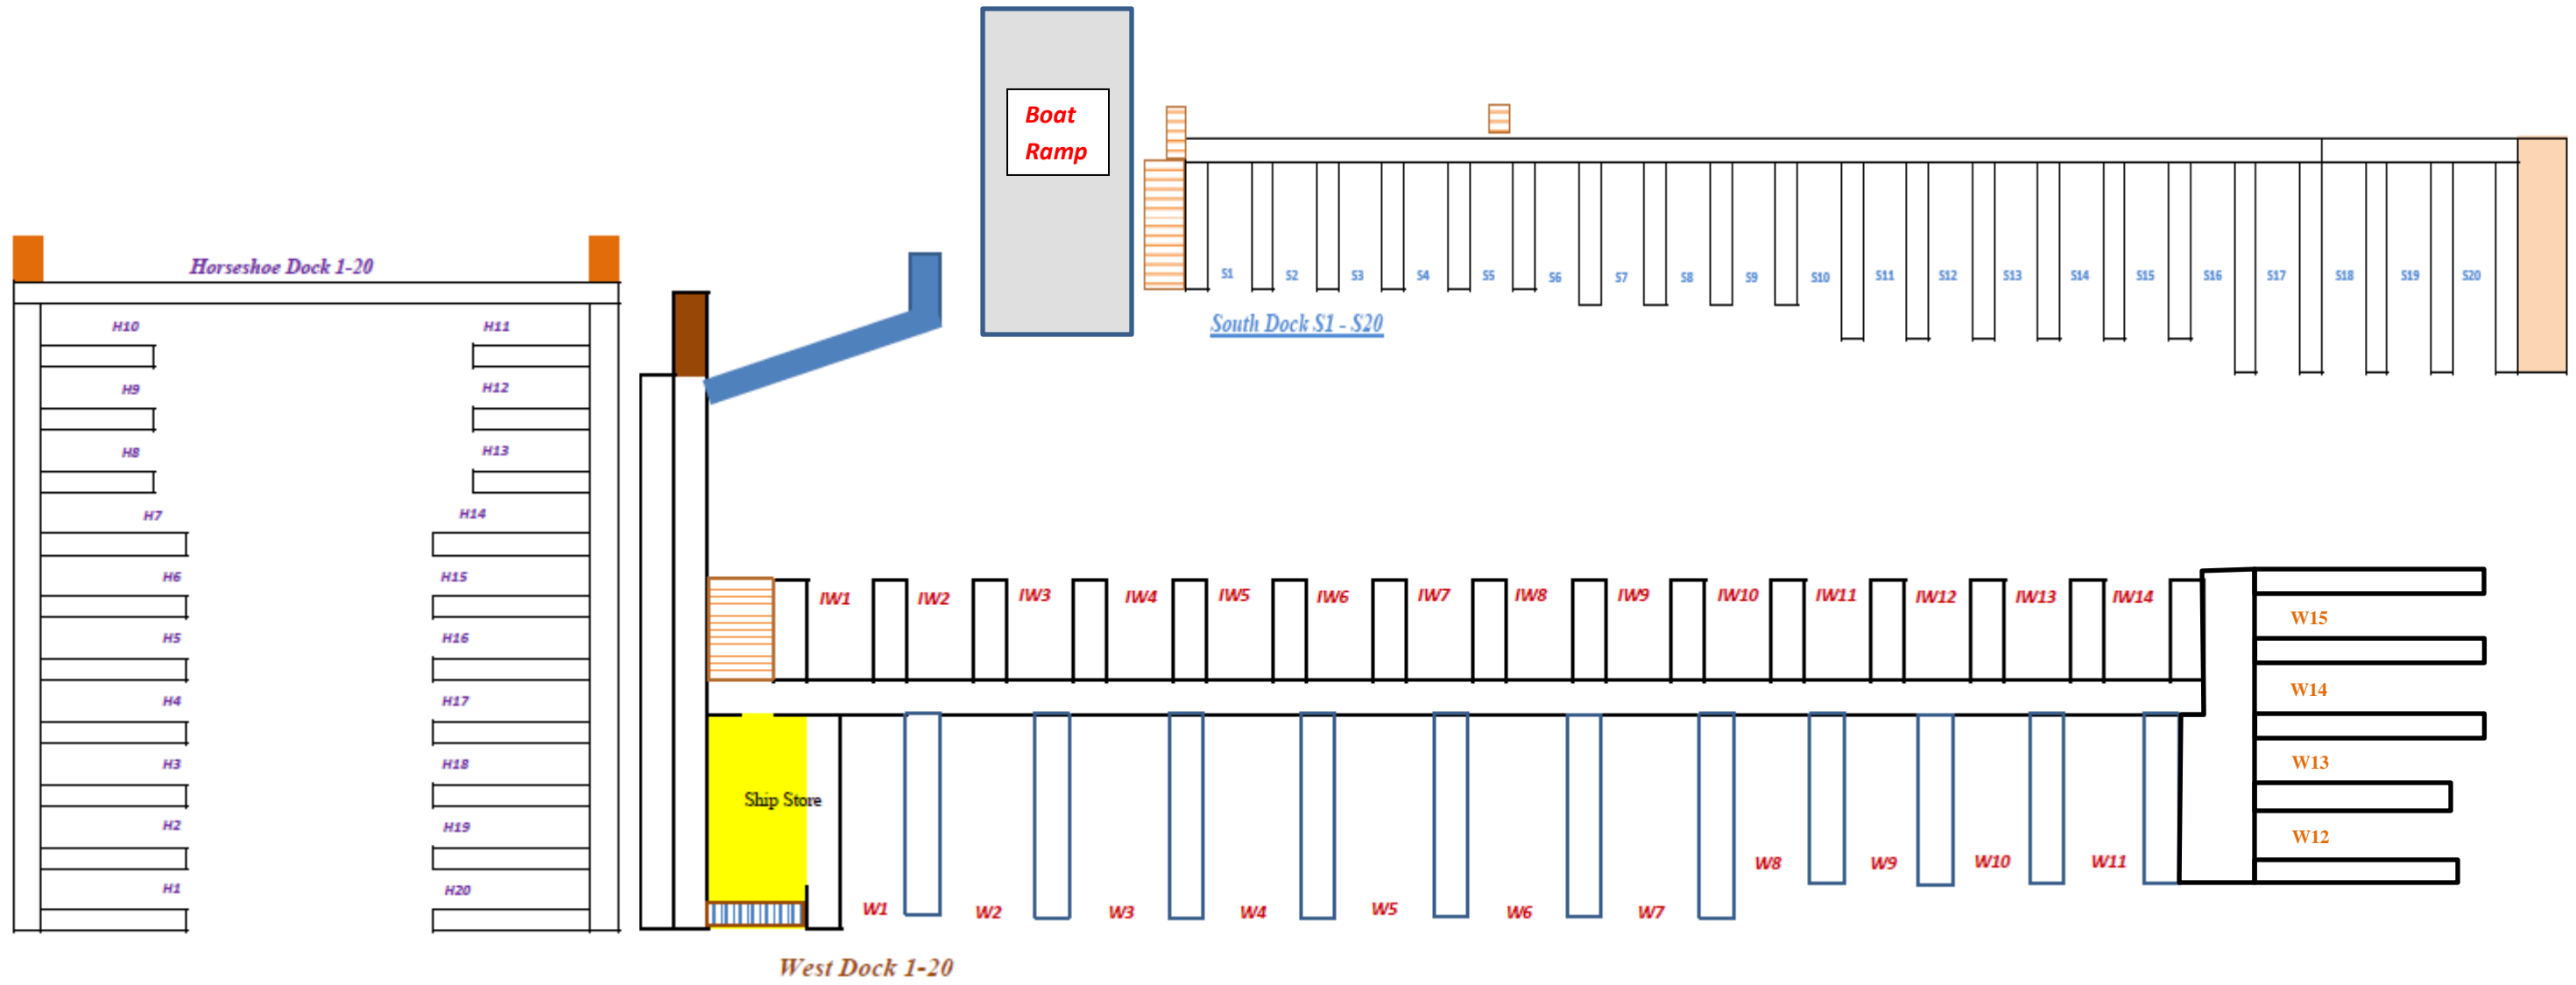 Boat
Ramp
Horseshoe Dock 1-20
S1 S2 S3 S4 S5 S6 S7 S8 S9 S10 S11 S12 S13 S14 S15 S16 S17 S18 S19 S20
South Dock S1 - S20
H10 H11
H9 H12
H8 H13
H7 H14
H6 H15
H5 H16
H4 H17
H3 H18
H2 H19
H1 H20
IW1 IW2 IW3 IW4 IW5 IW6 IW7 IW8 IW9 IW10 IW11 IW12 IW13 IW14
W15
W14
W13
W12
Ship Store
W8 W9 W10 W11
W1 W2 W3 W4 W5 W6 W7
West Dock 1-20